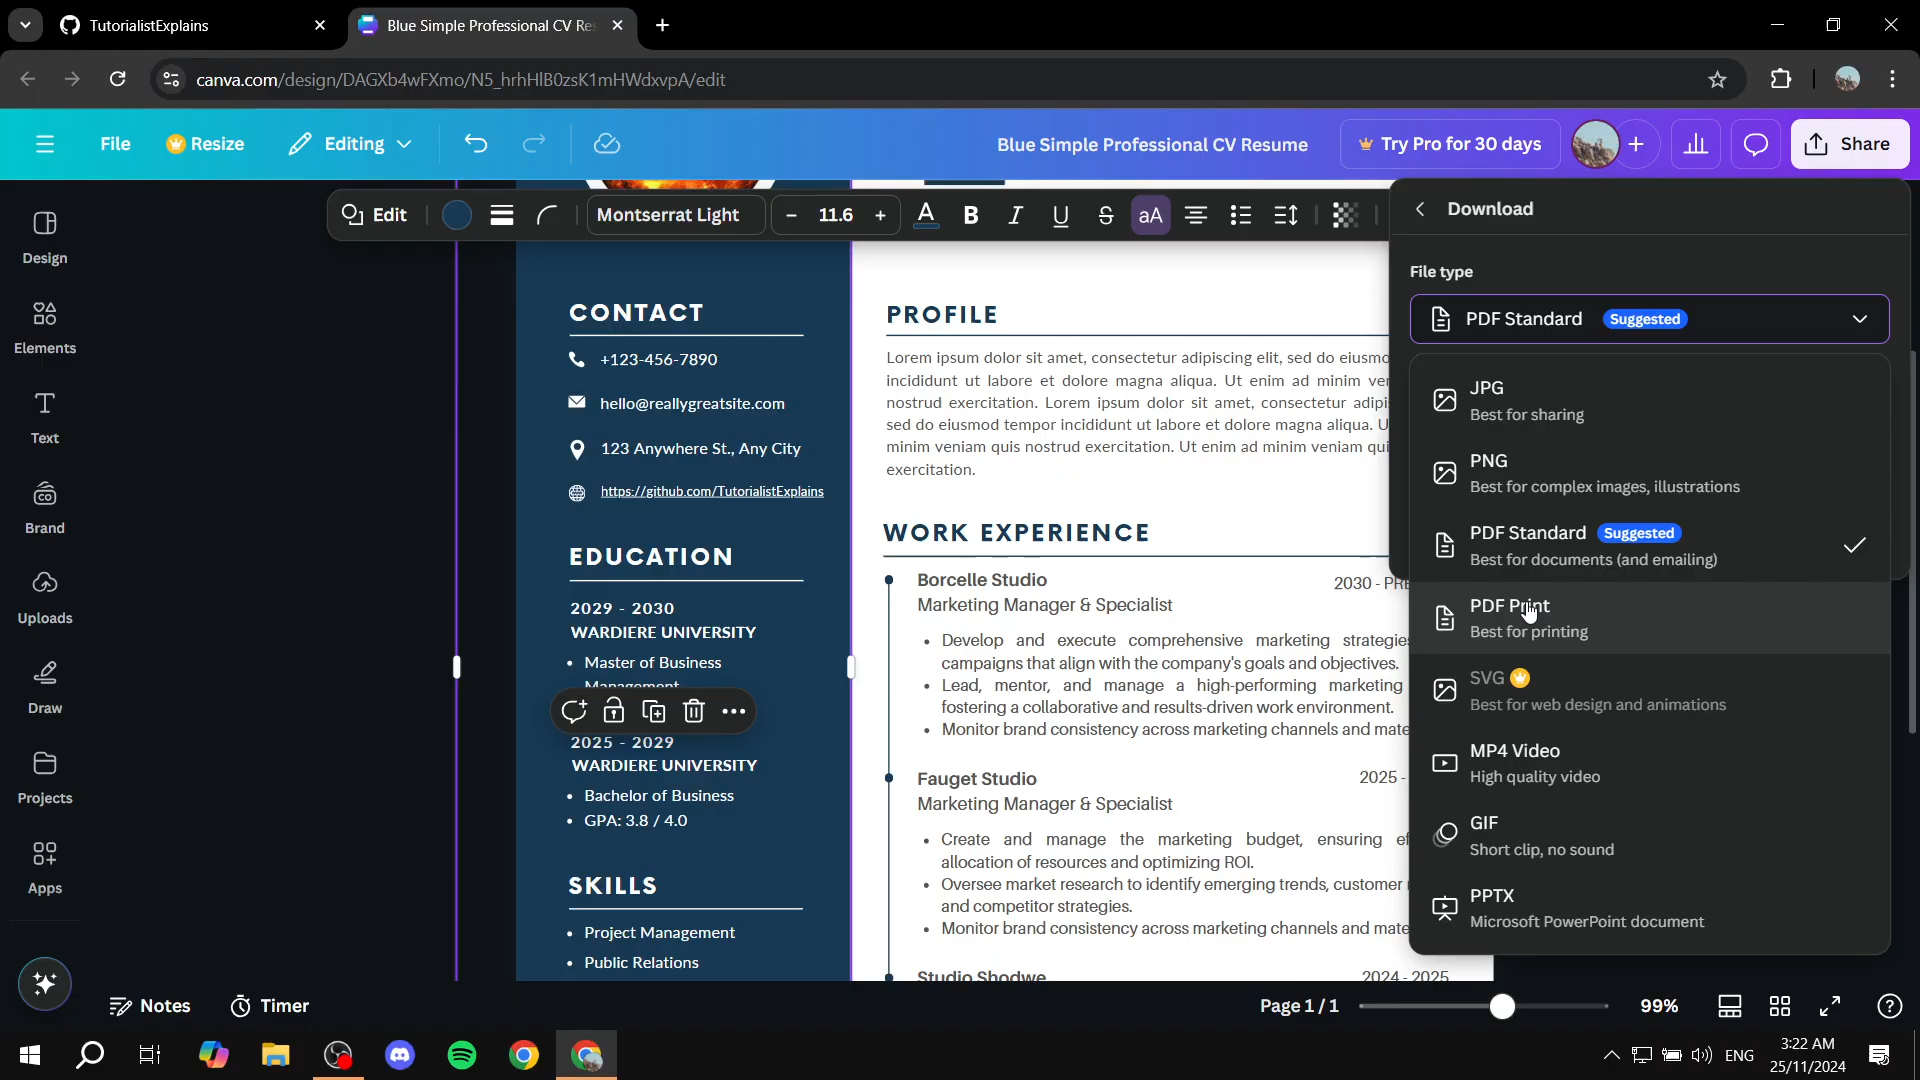 TutorialistExplains
Blue Simple Professional CV Re
canva.com/design/DAGXb4wFXmo/N5_hrhHlB0zsK1mHWdxvpA/edit
File
Resize
Editing
Blue Simple Professional CV Resume
Try Pro for 30 days
Share
Edit
Montserrat Light
- 11.6 +
A B I U S aA
Design
Elements
Text
Brand
Uploads
Draw
Projects
Apps
CONTACT
+123-456-7890
hello@reallygreatsite.com
123 Anywhere St., Any City
https://github.com/TutorialistExplains
EDUCATION
2029 - 2030
WARDIERE UNIVERSITY
• Master of Business
Management
2025 - 2029
WARDIERE UNIVERSITY
• Bachelor of Business
• GPA: 3.8 / 4.0
SKILLS
• Project Management
• Public Relations
PROFILE
Lorem ipsum dolor sit amet, consectetur adipiscing elit, sed do eiusmo
incididunt ut labore et dolore magna aliqua. Ut enim ad minim ve
nostrud exercitation. Lorem ipsum dolor sit amet, consectetur adipi
sed do eiusmod tempor incididunt ut labore et dolore magna aliqua. U
minim veniam quis nostrud exercitation. Ut enim ad minim veniam qui
exercitation.
WORK EXPERIENCE
Borcelle Studio
2030 - PRE
Marketing Manager & Specialist
• Develop and execute comprehensive marketing strategies
campaigns that align with the company's goals and objectives.
• Lead, mentor, and manage a high-performing marketing
fostering a collaborative and results-driven work environment.
• Monitor brand consistency across marketing channels and mate
Fauget Studio
2025 -
Marketing Manager & Specialist
• Create and manage the marketing budget, ensuring ef
allocation of resources and optimizing ROI.
• Oversee market research to identify emerging trends, customer
and competitor strategies.
• Monitor brand consistency across marketing channels and mate
Studio Shodwe
2024 - 2025
Download
File type
PDF Standard Suggested
JPG
Best for sharing
PNG
Best for complex images, illustrations
PDF Standard Suggested
Best for documents (and emailing)
PDF Print
Best for printing
SVG
Best for web design and animations
MP4 Video
High quality video
GIF
Short clip, no sound
PPTX
Microsoft PowerPoint document
Notes
Timer
Page 1 / 1
99%
ENG
3:22 AM
25/11/2024